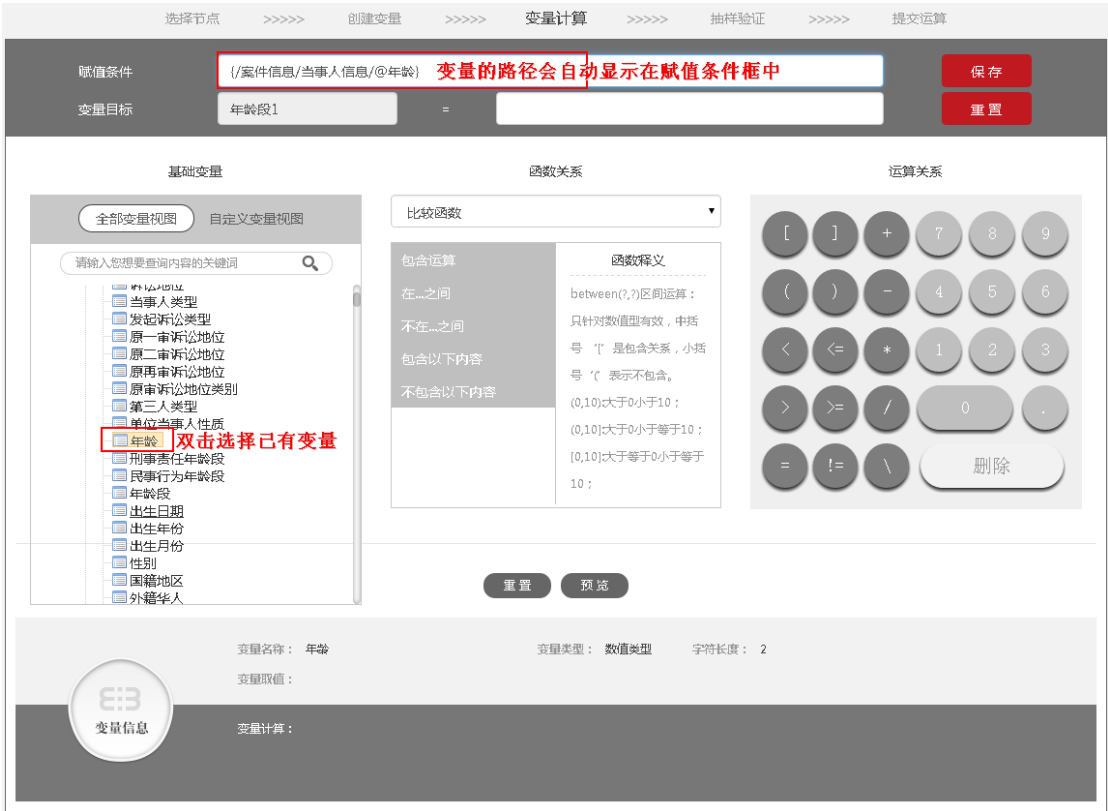 选择节点 >>>>> 创建变量 >>>>> 变量计算 >>>>> 抽样验证 >>>>> 提交运算
赋值条件 {/案件信息/当事人信息/@年龄} 变量的路径会自动显示在赋值条件框中 保存
变量目标 年龄段1 = 重置
基础变量
全部变量视图 自定义变量视图
请输入您想要查询内容的关键词
诉讼地位
当事人类型
发起诉讼类型
原一审诉讼地位
原二审诉讼地位
原再审诉讼地位
原审诉讼地位类别
第三人类型
单位当事人性质
年龄 双击选择已有变量
刑事责任年龄段
民事行为年龄段
年龄段
出生日期
出生年份
出生月份
性别
国籍地区
外籍华人
函数关系
比较函数
包含运算
在...之间
不在...之间
包含以下内容
不包含以下内容
函数释义
between(?,?)区间运算：
只针对数值型有效，中括
号‘[’是包含关系，小括
号‘(’表示不包含。
(0,10):大于0小于10；
(0,10]:大于0小于等于10；
[0,10]:大于等于0小于等于
10；
运算关系
[ ] + 7 8 9
( ) - 4 5 6
< <= * 1 2 3
> >= / 0 .
= != \ 删除
重置 预览
变量信息
变量名称： 年龄 变量类型： 数值类型 字符长度： 2
变量取值：
变量计算：